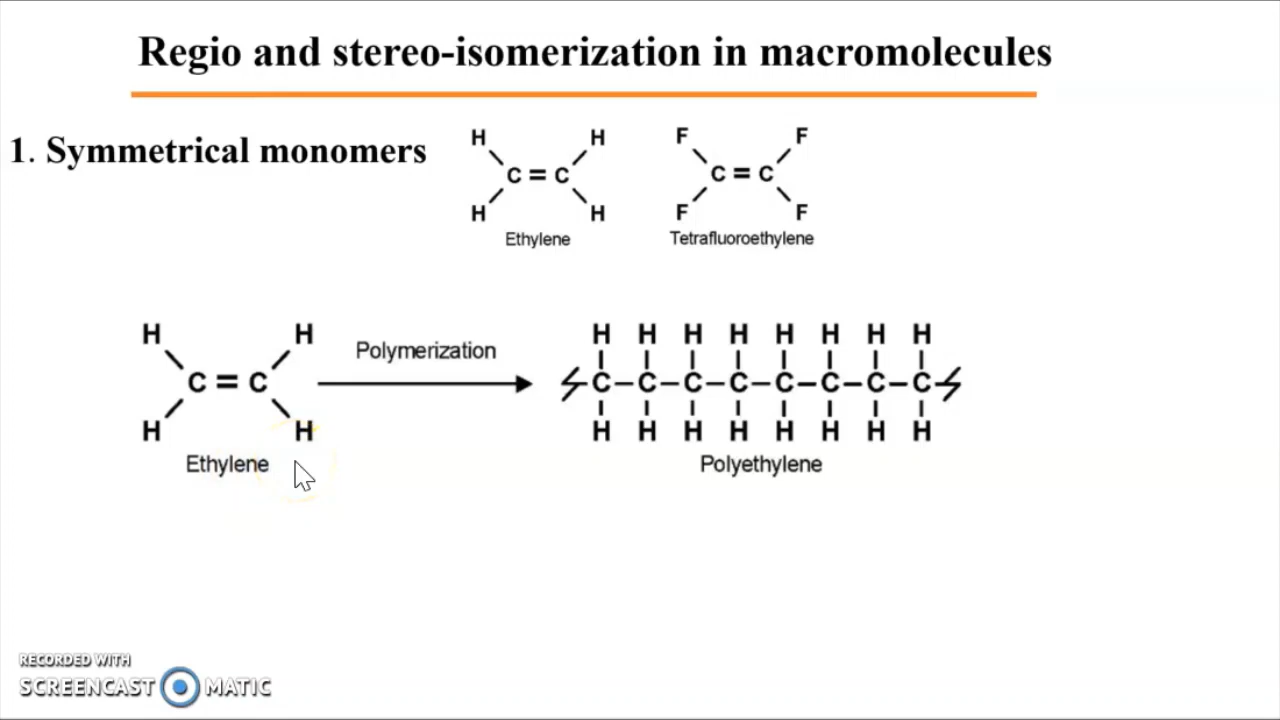 Regio and stereo-isomerization in macromolecules
1. Symmetrical monomers
H H F F
C = C C = C
H H F F
Ethylene Tetrafluoroethylene
H H H H H H H H H H
Polymerization
C = C C–C–C–C–C–C–C–C
H H H H H H H H H H
Ethylene Polyethylene
RECORDED WITH
SCREENCAST MATIC